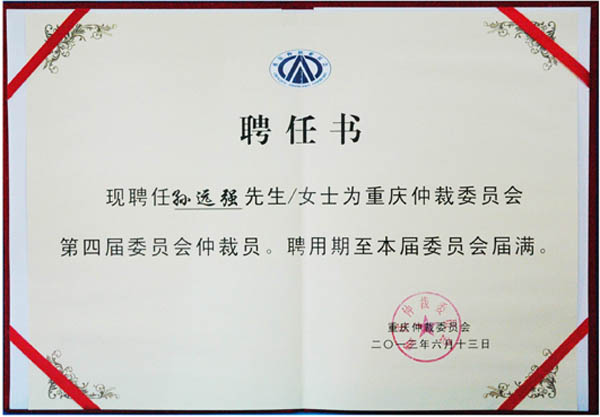 聘任书
现聘任孙远强先生/女士为重庆仲裁委员会
第四届委员会仲裁员。聘用期至本届委员会届满。
重庆仲裁委员会
二〇一三年六月十三日